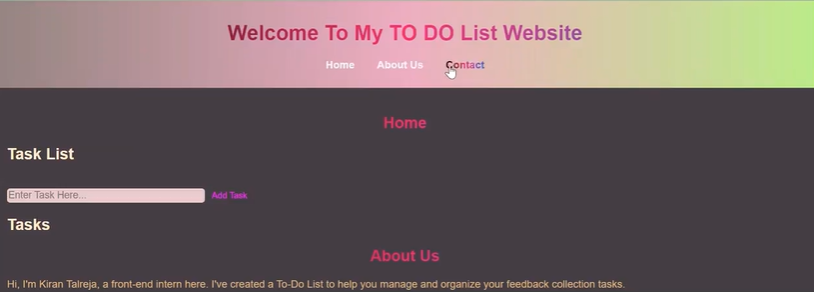 Welcome To My TO DO List Website
Home About Us Contact
Home
Task List
Enter Task Here...
Add Task
Tasks
About Us
Hi, I'm Kiran Talreja, a front-end intern here. I've created a To-Do List to help you manage and organize your feedback collection tasks.